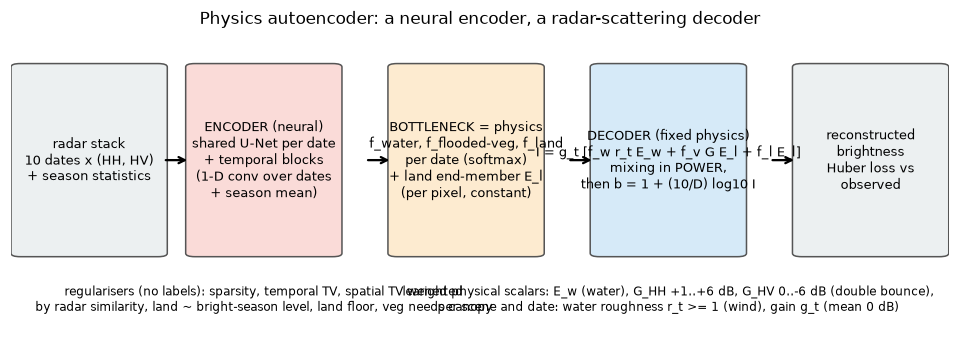 Physics autoencoder: a neural encoder, a radar-scattering decoder
radar stack
10 dates x (HH, HV)
+ season statistics
ENCODER (neural)
shared U-Net per date
+ temporal blocks
(1-D conv over dates
+ season mean)
BOTTLENECK = physics
f_water, f_flooded-veg, f_land
per date (softmax)
+ land end-member E_l
(per pixel, constant)
DECODER (fixed physics)
I = g_t [f_w r_t E_w + f_v G E_l + f_l E_l]
mixing in POWER,
then b = 1 + (10/D) log10 I
reconstructed
brightness
Huber loss vs
observed
regularisers (no labels): sparsity, temporal TV, spatial TV weighted
by radar similarity, land ~ bright-season level, land floor, veg needs canopy
learned physical scalars: E_w (water), G_HH +1..+6 dB, G_HV 0..-6 dB (double bounce),
per scene and date: water roughness r_t >= 1 (wind), gain g_t (mean 0 dB)